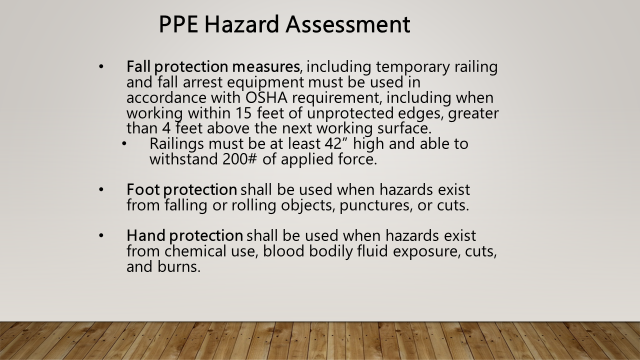 PPE Hazard Assessment
• Fall protection measures, including temporary railing
and fall arrest equipment must be used in
accordance with OSHA requirement, including when
working within 15 feet of unprotected edges, greater
than 4 feet above the next working surface.
• Railings must be at least 42” high and able to
withstand 200# of applied force.
• Foot protection shall be used when hazards exist
from falling or rolling objects, punctures, or cuts.
• Hand protection shall be used when hazards exist
from chemical use, blood bodily fluid exposure, cuts,
and burns.